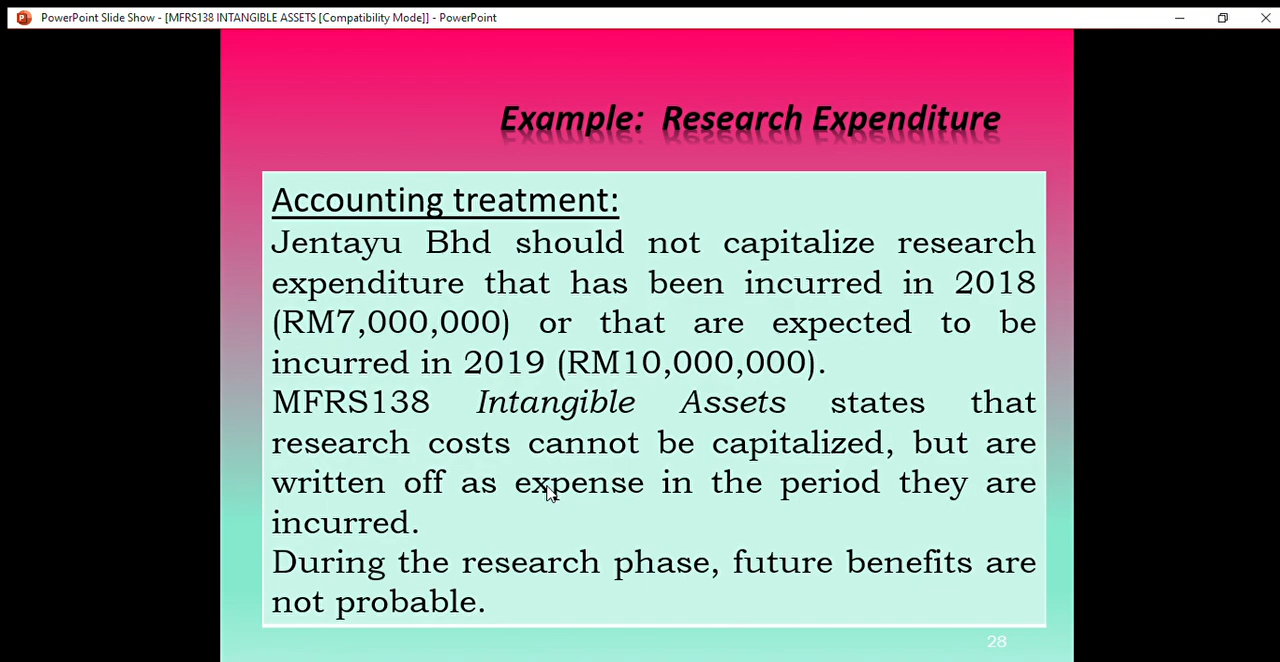 PowerPoint Slide Show - [MFRS138 INTANGIBLE ASSETS [Compatibility Mode]] - PowerPoint
Example: Research Expenditure
Accounting treatment:
Jentayu Bhd should not capitalize research
expenditure that has been incurred in 2018
(RM7,000,000) or that are expected to be
incurred in 2019 (RM10,000,000).
MFRS138 Intangible Assets states that
research costs cannot be capitalized, but are
written off as expense in the period they are
incurred.
During the research phase, future benefits are
not probable.
28